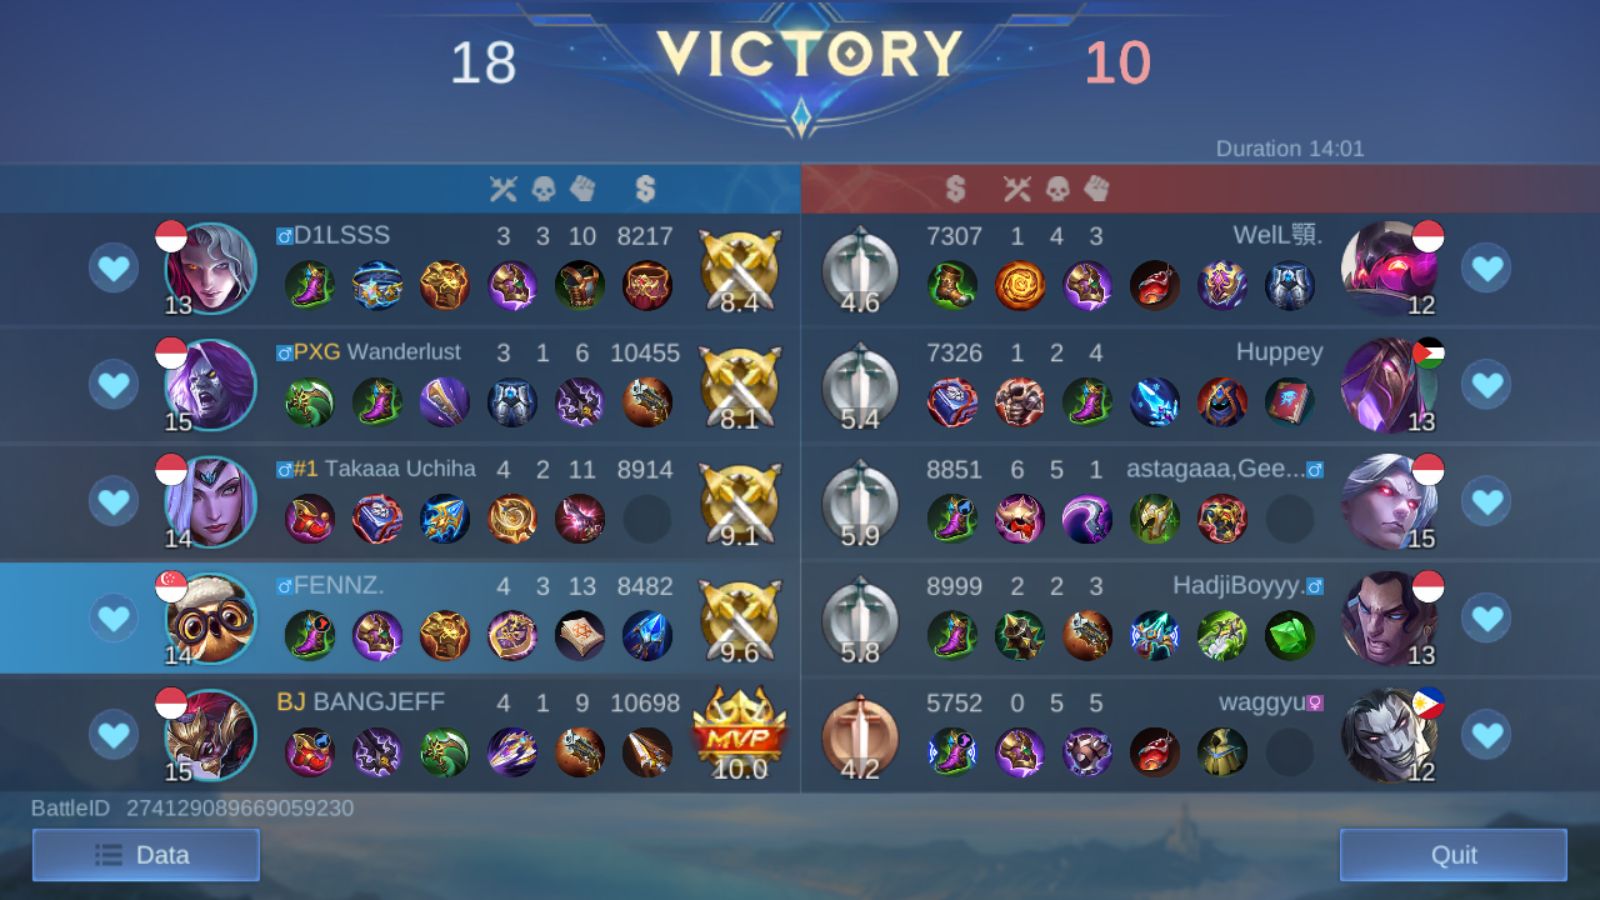 18 VICTORY 10
Duration 14:01
D1LSSS 3 3 10 8217 8.4 13
4.6 7307 1 4 3 WelL顎. 12
PXG Wanderlust 3 1 6 10455 8.1 15
5.4 7326 1 2 4 Huppey 13
#1 Takaaa Uchiha 4 2 11 8914 9.1 14
5.9 8851 6 5 1 astagaaa,Gee... 15
FENNZ. 4 3 13 8482 9.6 14
5.8 8999 2 2 3 HadjiBoyyy. 13
BJ BANGJEFF 4 1 9 10698 MVP 10.0 15
4.2 5752 0 5 5 waggyu 12
BattleID 274129089669059230
Data
Quit